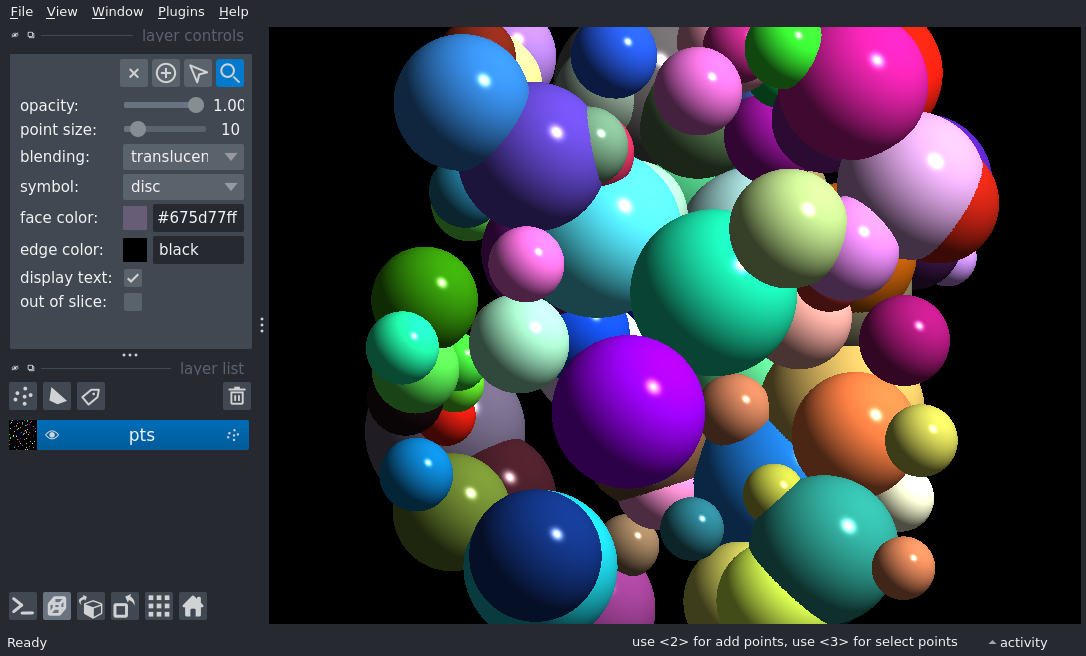 File View Window Plugins Help
layer controls
opacity: 1.00
point size: 10
blending: translucen
symbol: disc
face color: #675d77ff
edge color: black
display text:
out of slice:
layer list
pts
Ready use <2> for add points, use <3> for select points activity